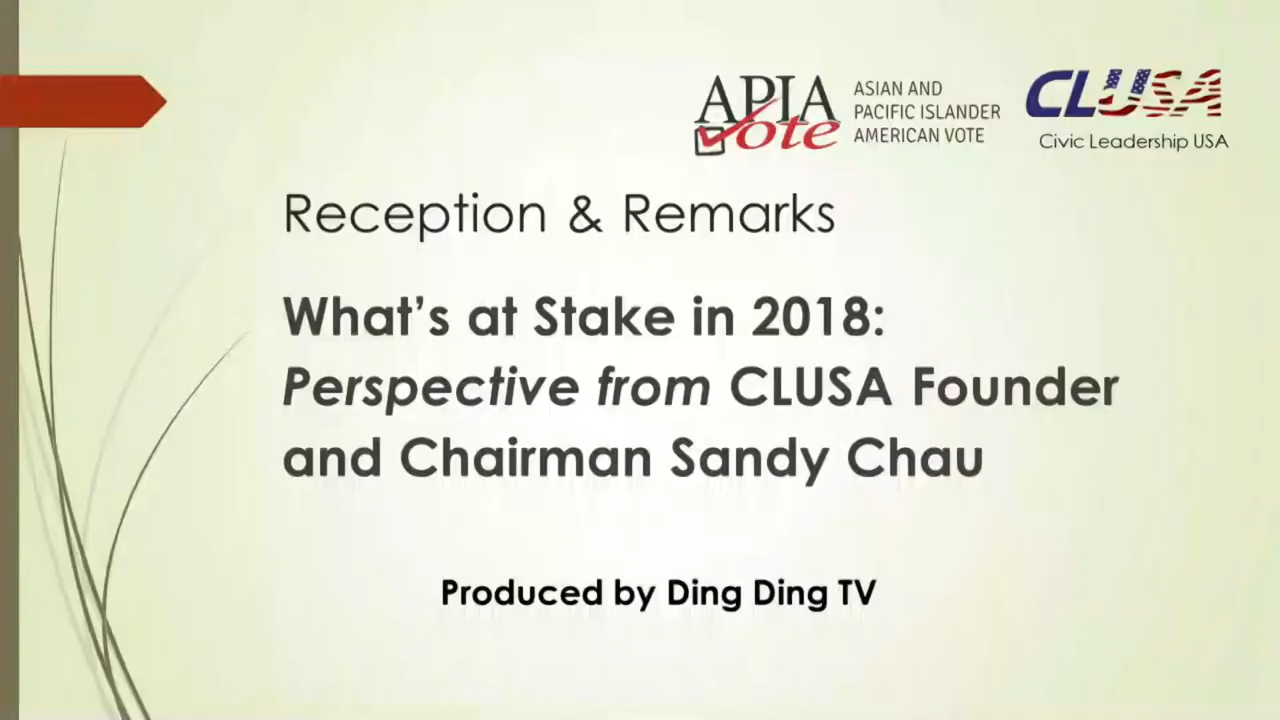 APIA
Vote
ASIAN AND
PACIFIC ISLANDER
AMERICAN VOTE
CLUSA
Civic Leadership USA
Reception & Remarks
What's at Stake in 2018:
Perspective from CLUSA Founder
and Chairman Sandy Chau
Produced by Ding Ding TV